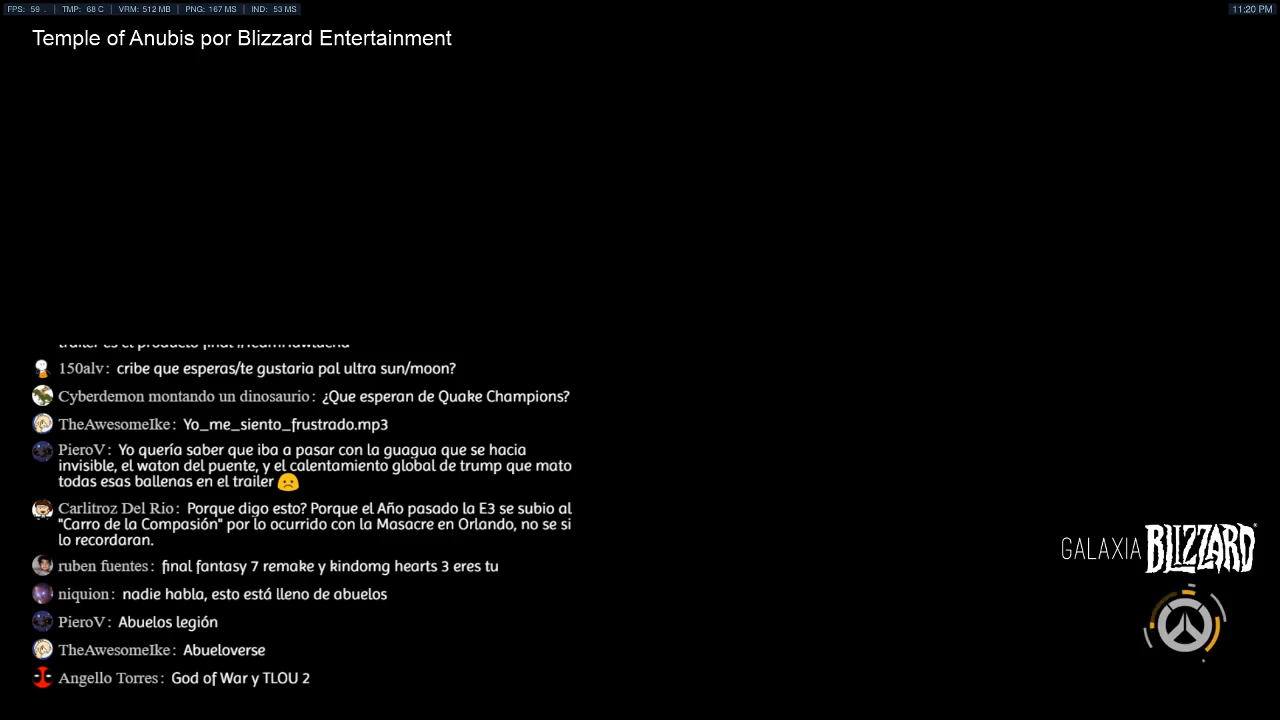 FPS: 59 . | TMP: 68 C | VRM: 512 MB | PNG: 167 MS | IND: 53 MS
11:20 PM
Temple of Anubis por Blizzard Entertainment
trailer es el producto final
150alv: cribe que esperas/te gustaria pal ultra sun/moon?
Cyberdemon montando un dinosaurio: ¿Que esperan de Quake Champions?
TheAwesomeIke: Yo_me_siento_frustrado.mp3
PieroV: Yo quería saber que iba a pasar con la guagua que se hacia
invisible, el waton del puente, y el calentamiento global de trump que mato
todas esas ballenas en el trailer
Carlitroz Del Rio: Porque digo esto? Porque el Año pasado la E3 se subio al
"Carro de la Compasión" por lo ocurrido con la Masacre en Orlando, no se si
lo recordaran.
ruben fuentes: final fantasy 7 remake y kindomg hearts 3 eres tu
niquion: nadie habla, esto está lleno de abuelos
PieroV: Abuelos legión
TheAwesomeIke: Abueloverse
Angello Torres: God of War y TLOU 2
GALAXIA BLIZZARD